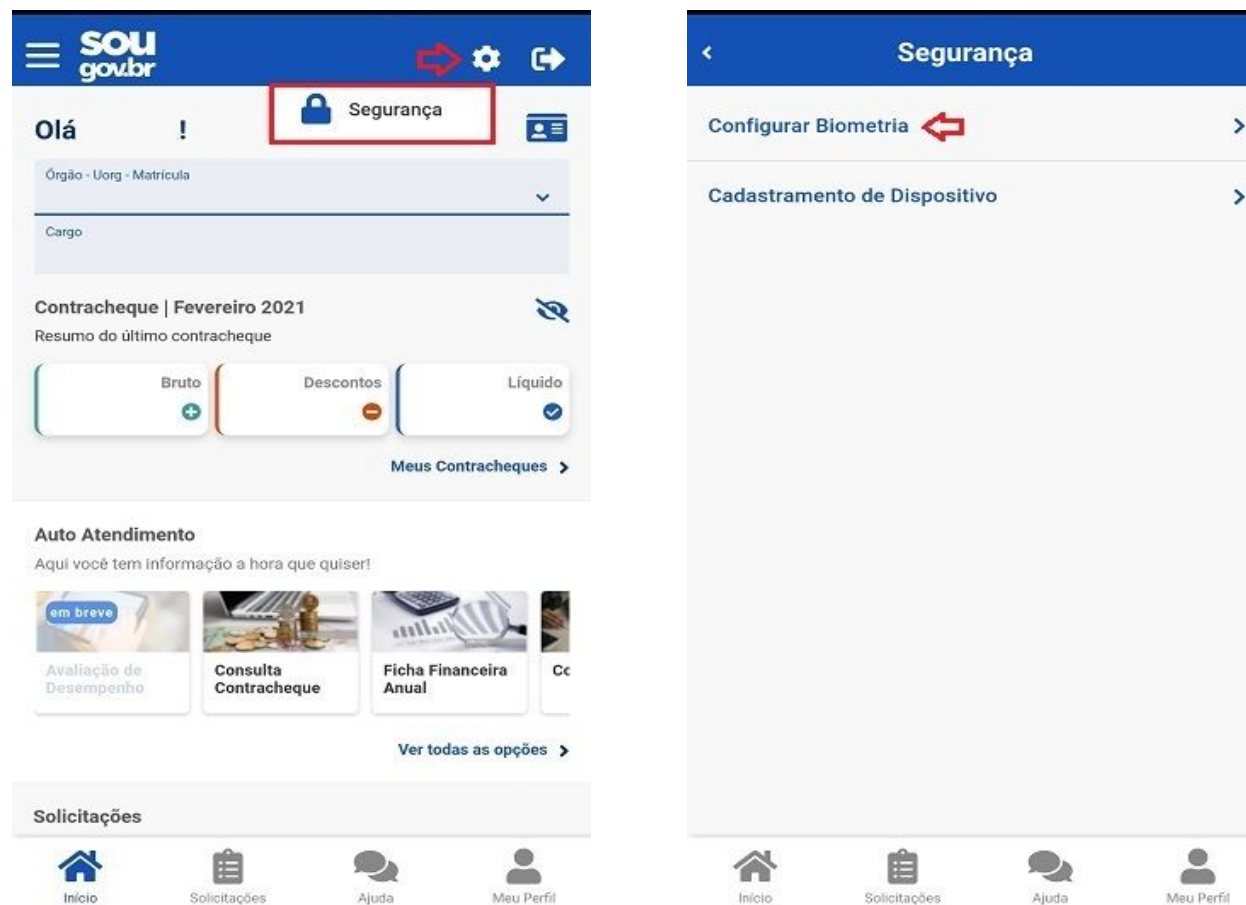 sou
gov.br
Segurança
Olá !
Órgão - Uorg - Matrícula
Cargo
Contracheque | Fevereiro 2021
Resumo do último contracheque
Bruto
Descontos
Líquido
Meus Contracheques
Auto Atendimento
Aqui você tem informação a hora que quiser!
em breve
Avaliação de
Desempenho
Consulta
Contracheque
Ficha Financeira
Anual
Ver todas as opções
Solicitações
Início
Solicitações
Ajuda
Meu Perfil
Segurança
Configurar Biometria
Cadastramento de Dispositivo
Início
Solicitações
Ajuda
Meu Perfil